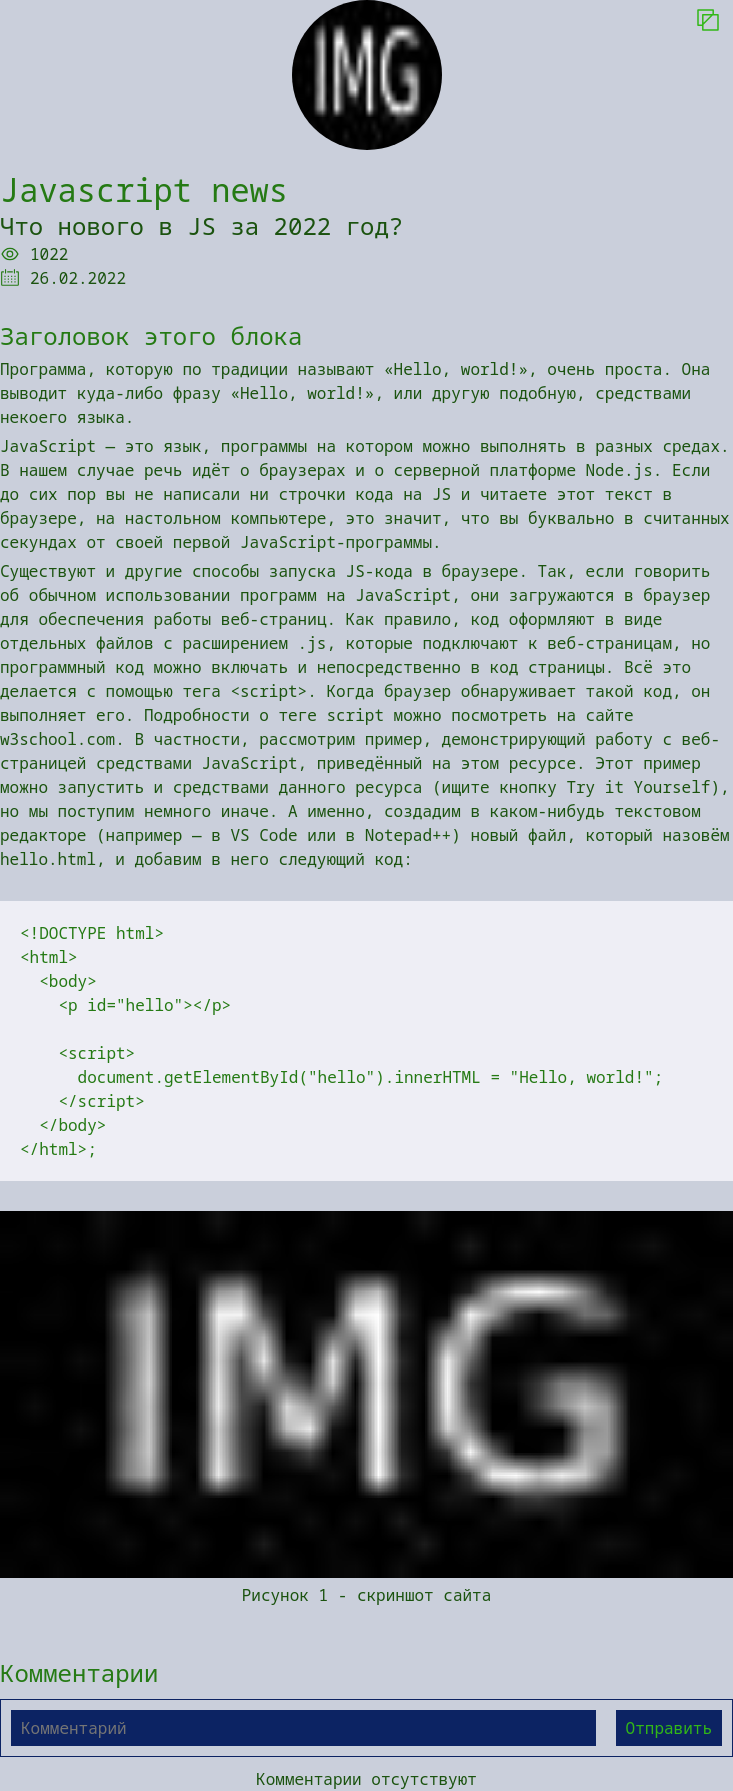 IMG
Javascript news
Что нового в JS за 2022 год?
1022
26.02.2022
Заголовок этого блока
Программа, которую по традиции называют «Hello, world!», очень проста. Она
выводит куда-либо фразу «Hello, world!», или другую подобную, средствами
некоего языка.
JavaScript — это язык, программы на котором можно выполнять в разных средах.
В нашем случае речь идёт о браузерах и о серверной платформе Node.js. Если
до сих пор вы не написали ни строчки кода на JS и читаете этот текст в
браузере, на настольном компьютере, это значит, что вы буквально в считанных
секундах от своей первой JavaScript-программы.
Существуют и другие способы запуска JS-кода в браузере. Так, если говорить
об обычном использовании программ на JavaScript, они загружаются в браузер
для обеспечения работы веб-страниц. Как правило, код оформляют в виде
отдельных файлов с расширением .js, которые подключают к веб-страницам, но
программный код можно включать и непосредственно в код страницы. Всё это
делается с помощью тега <script>. Когда браузер обнаруживает такой код, он
выполняет его. Подробности о теге script можно посмотреть на сайте
w3school.com. В частности, рассмотрим пример, демонстрирующий работу с веб-
страницей средствами JavaScript, приведённый на этом ресурсе. Этот пример
можно запустить и средствами данного ресурса (ищите кнопку Try it Yourself),
но мы поступим немного иначе. А именно, создадим в каком-нибудь текстовом
редакторе (например — в VS Code или в Notepad++) новый файл, который назовём
hello.html, и добавим в него следующий код:
<!DOCTYPE html>
<html>
  <body>
    <p id="hello"></p>

    <script>
      document.getElementById("hello").innerHTML = "Hello, world!";
    </script>
  </body>
</html>;
IMG
Рисунок 1 - скриншот сайта
Комментарии
Комментарий
Отправить
Комментарии отсутствуют